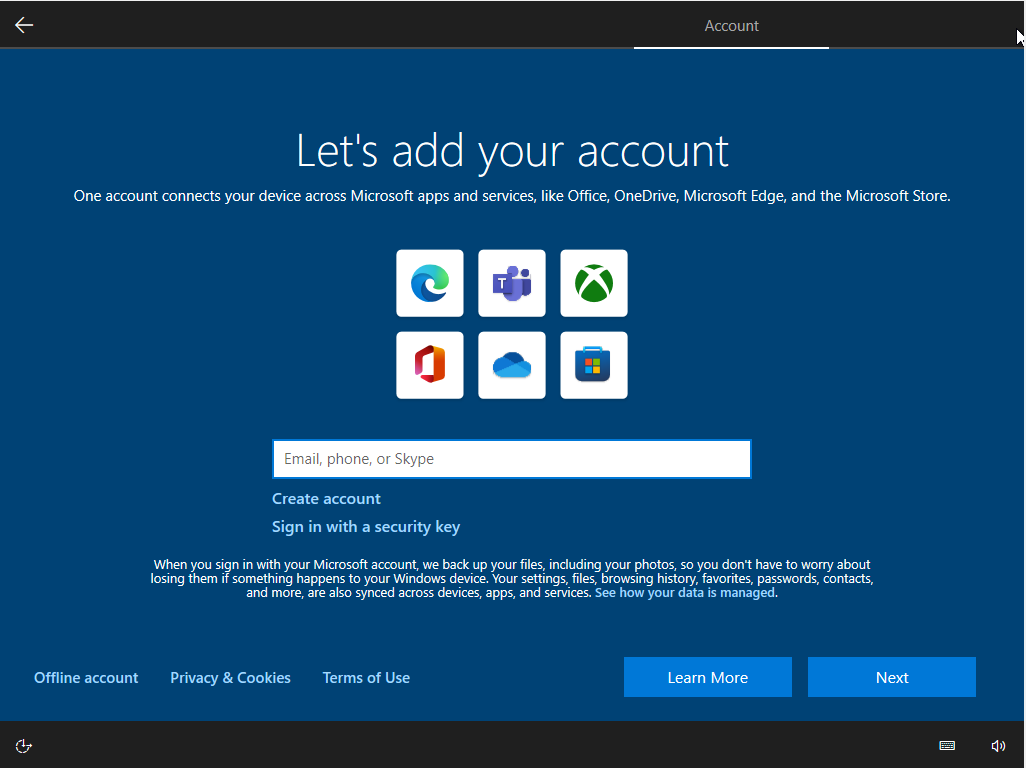 Account
Let's add your account
One account connects your device across Microsoft apps and services, like Office, OneDrive, Microsoft Edge, and the Microsoft Store.
T
Email, phone, or Skype
Create account
Sign in with a security key
When you sign in with your Microsoft account, we back up your files, including your photos, so you don't have to worry about
losing them if something happens to your Windows device. Your settings, files, browsing history, favorites, passwords, contacts,
and more, are also synced across devices, apps, and services. See how your data is managed.
Offline account Privacy & Cookies Terms of Use Learn More Next